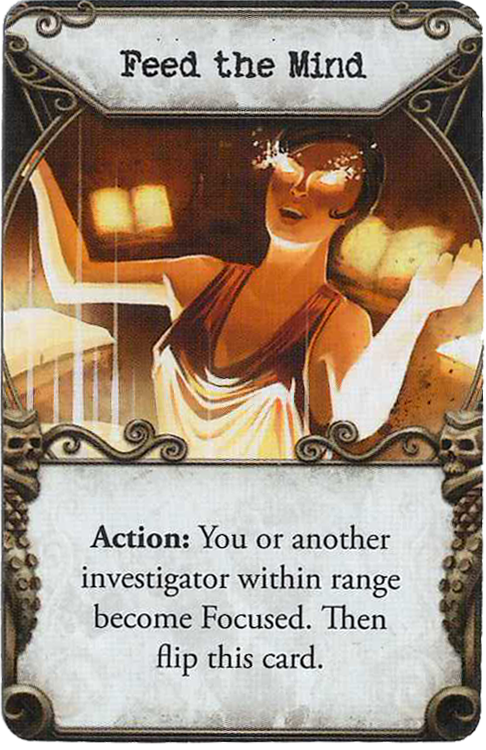 Feed the Mind
Action: You or another
investigator within range
become Focused. Then
flip this card.